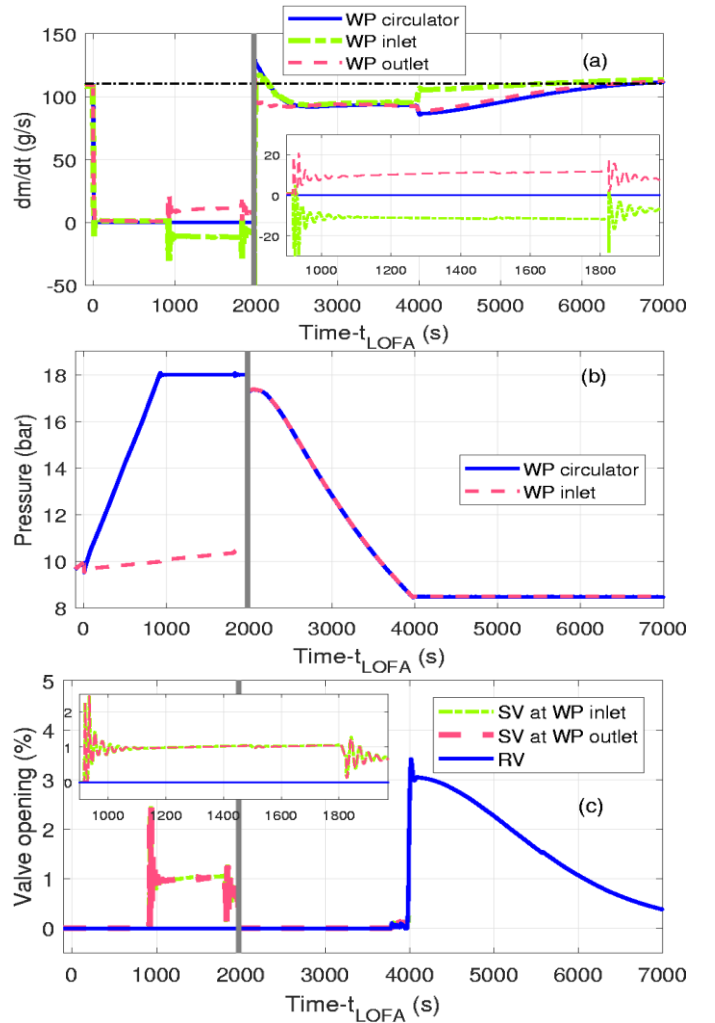 150
100
50
0
-50
dm/dt (g/s)
WP circulator
WP inlet
WP outlet
(a)
20
0
-20
1000 1200 1400 1600 1800
0 1000 2000 3000 4000 5000 6000 7000
Time-tLOFA (s)
18
16
14
12
10
8
Pressure (bar)
(b)
WP circulator
WP inlet
0 1000 2000 3000 4000 5000 6000 7000
Time-tLOFA (s)
5
4
3
2
1
0
Valve opening (%)
2
1
0
1000 1200 1400 1600 1800
SV at WP inlet
SV at WP outlet
RV
(c)
0 1000 2000 3000 4000 5000 6000 7000
Time-tLOFA (s)